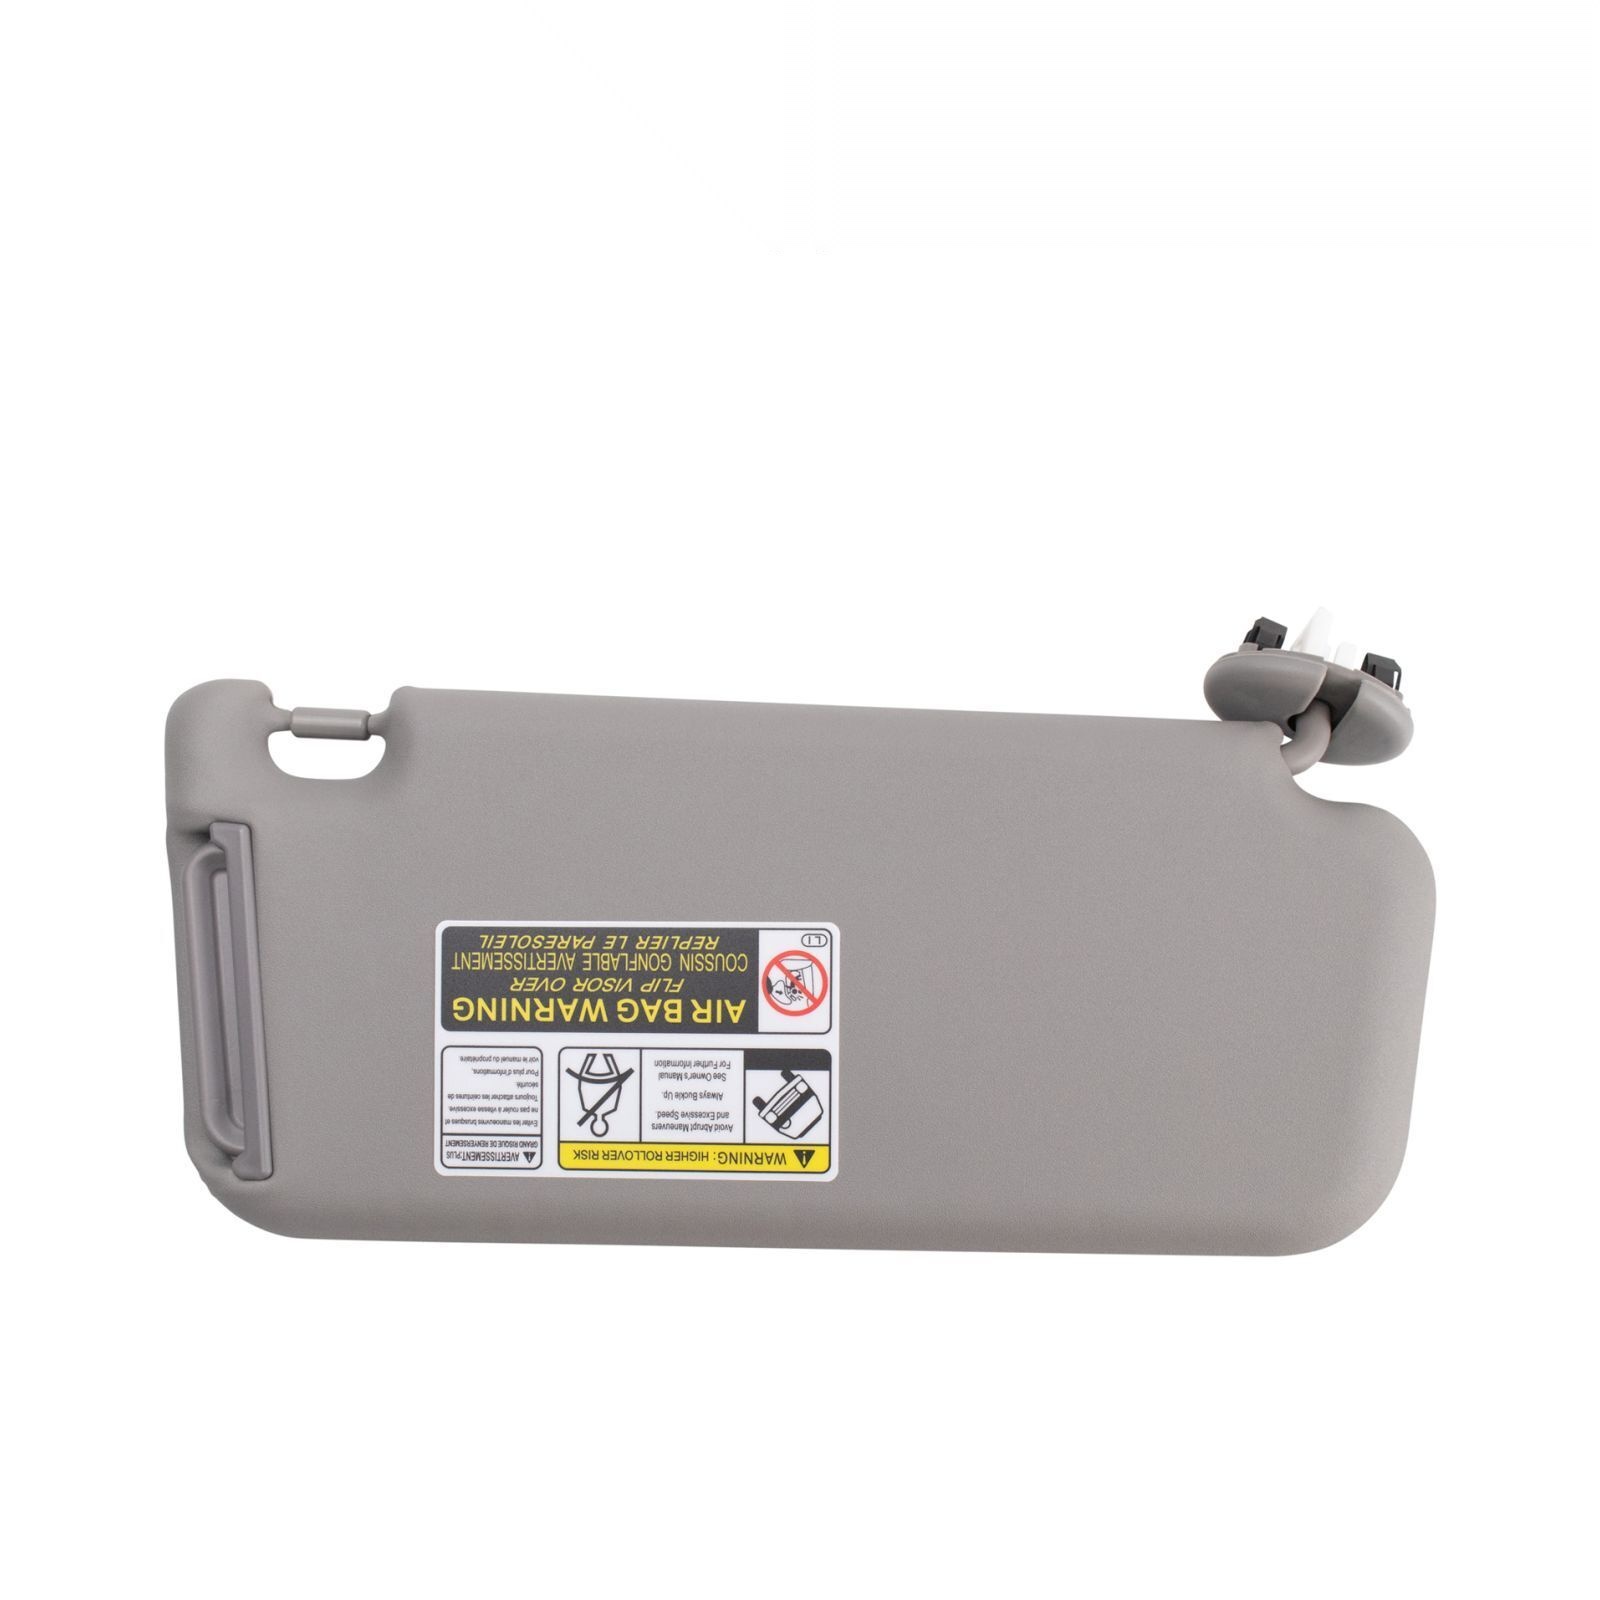 WARNING: HIGHER ROLLOVER RISK
Avoid Abrupt Maneuvers
and Excessive Speed.
Always Buckle Up.
See Owner's Manual
For Further Information
AVERTISSEMENT:PLUS
GRAND RISQUE DE RENVERSEMENT
Eviter les manoeuvres brusques et
ne pas rouler à vitesse excessive.
Toujours attacher les ceintures de
sécurité.
Pour plus d'informations,
voir le manuel du propriétaire.
AIR BAG WARNING
FLIP VISOR OVER
COUSSIN GONFLABLE AVERTISSEMENT
REPLIER LE PARESOLEIL